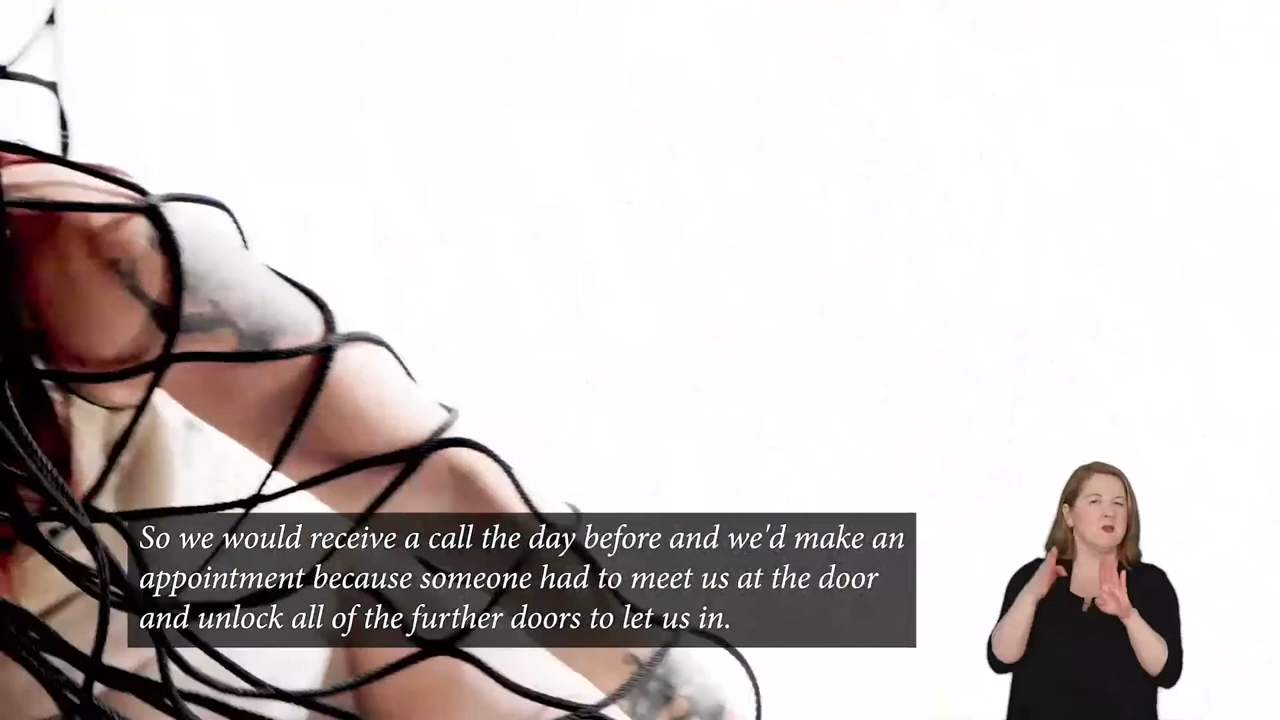 So we would receive a call the day before and we'd make an
appointment because someone had to meet us at the door
and unlock all of the further doors to let us in.